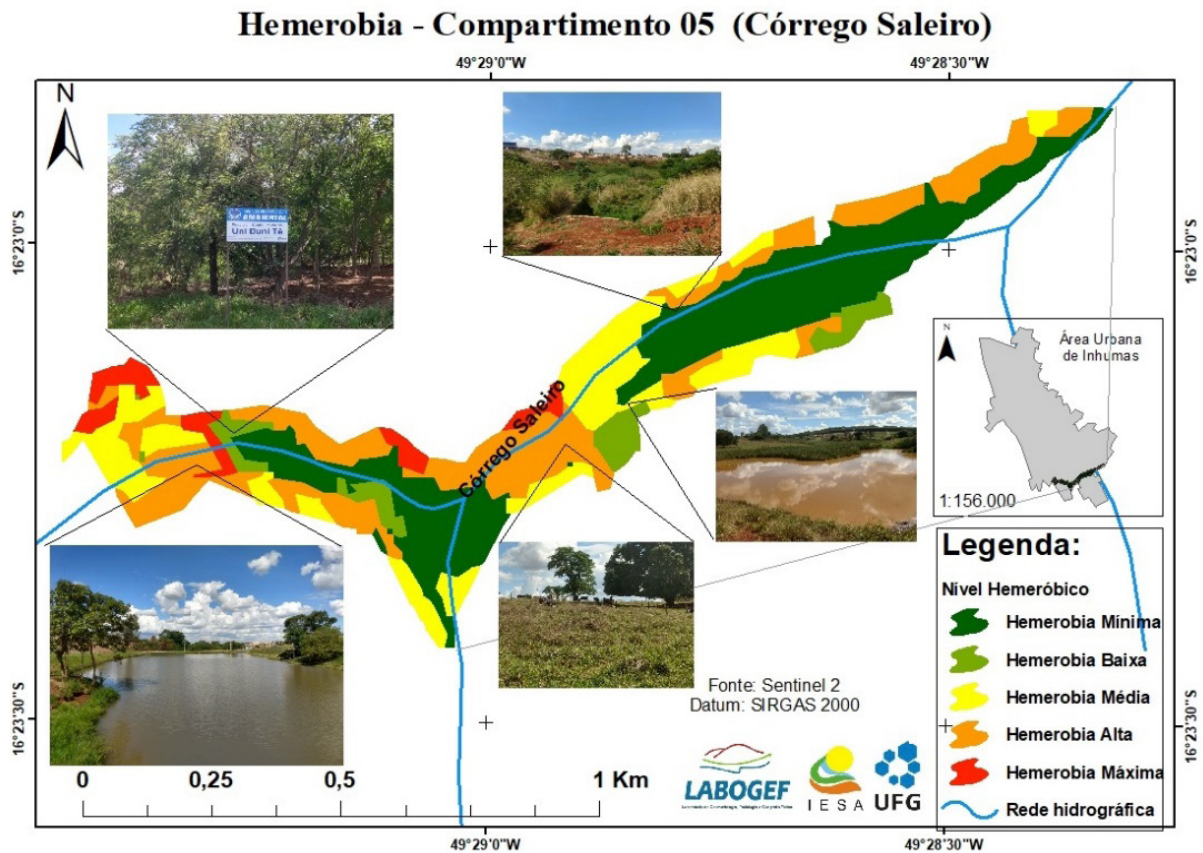 Hemerobia - Compartimento 05 (Córrego Saleiro)
49°29'0"W
49°28'30"W
N
AMBIENTAL
Uni Duni Tê
16°23'0"S
16°23'0"S
Córrego Saleiro
N
Área Urbana
de Inhumas
1:156.000
Legenda:
Nível Hemeróbico
Hemerobia Mínima
Hemerobia Baixa
Hemerobia Média
Hemerobia Alta
Hemerobia Máxima
Rede hidrográfica
16°23'30"S
16°23'30"S
Fonte: Sentinel 2
Datum: SIRGAS 2000
0
0,25
0,5
1 Km
LABOGEF
IESA
UFG
49°29'0"W
49°28'30"W